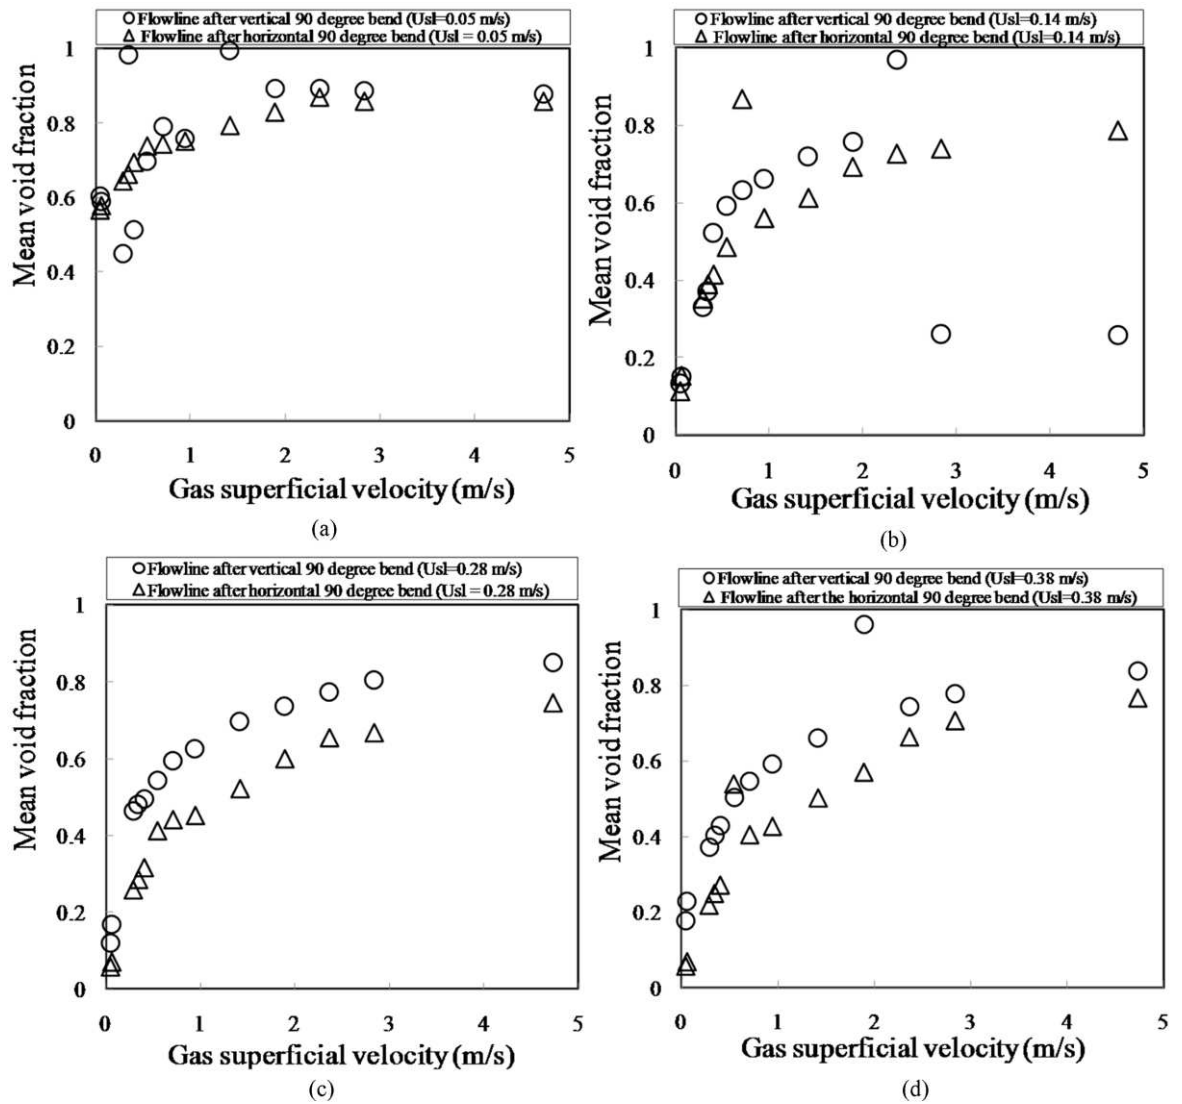 ○Flowline after vertical 90 degree bend (Usl=0.05 m/s)
△ Flowline after horizontal 90 degree bend (Usl = 0.05 m/s)
1
0.8
0.6
0.4
0.2
0
Mean void fraction
0 1 2 3 4 5
Gas superficial velocity (m/s)
(a)
○Flowline after vertical 90 degree bend (Usl=0.14 m/s)
△ Flowline after horizontal 90 degree bend (Usl=0.14 m/s)
1
0.8
0.6
0.4
0.2
0
Mean void fraction
0 1 2 3 4 5
Gas superficial velocity (m/s)
(b)
○Flowline after vertical 90 degree bend (Usl=0.28 m/s)
△Flowline after horizontal 90 degree bend (Usl = 0.28 m/s)
1
0.8
0.6
0.4
0.2
0
Mean void fraction
0 1 2 3 4 5
Gas superficial velocity (m/s)
(c)
○Flowline after vertical 90 degree bend (Usl=0.38 m/s)
△ Flowline after the horizontal 90 degree bend (Usl=0.38 m/s)
1
0.8
0.6
0.4
0.2
0
Mean void fraction
0 1 2 3 4 5
Gas superficial velocity (m/s)
(d)